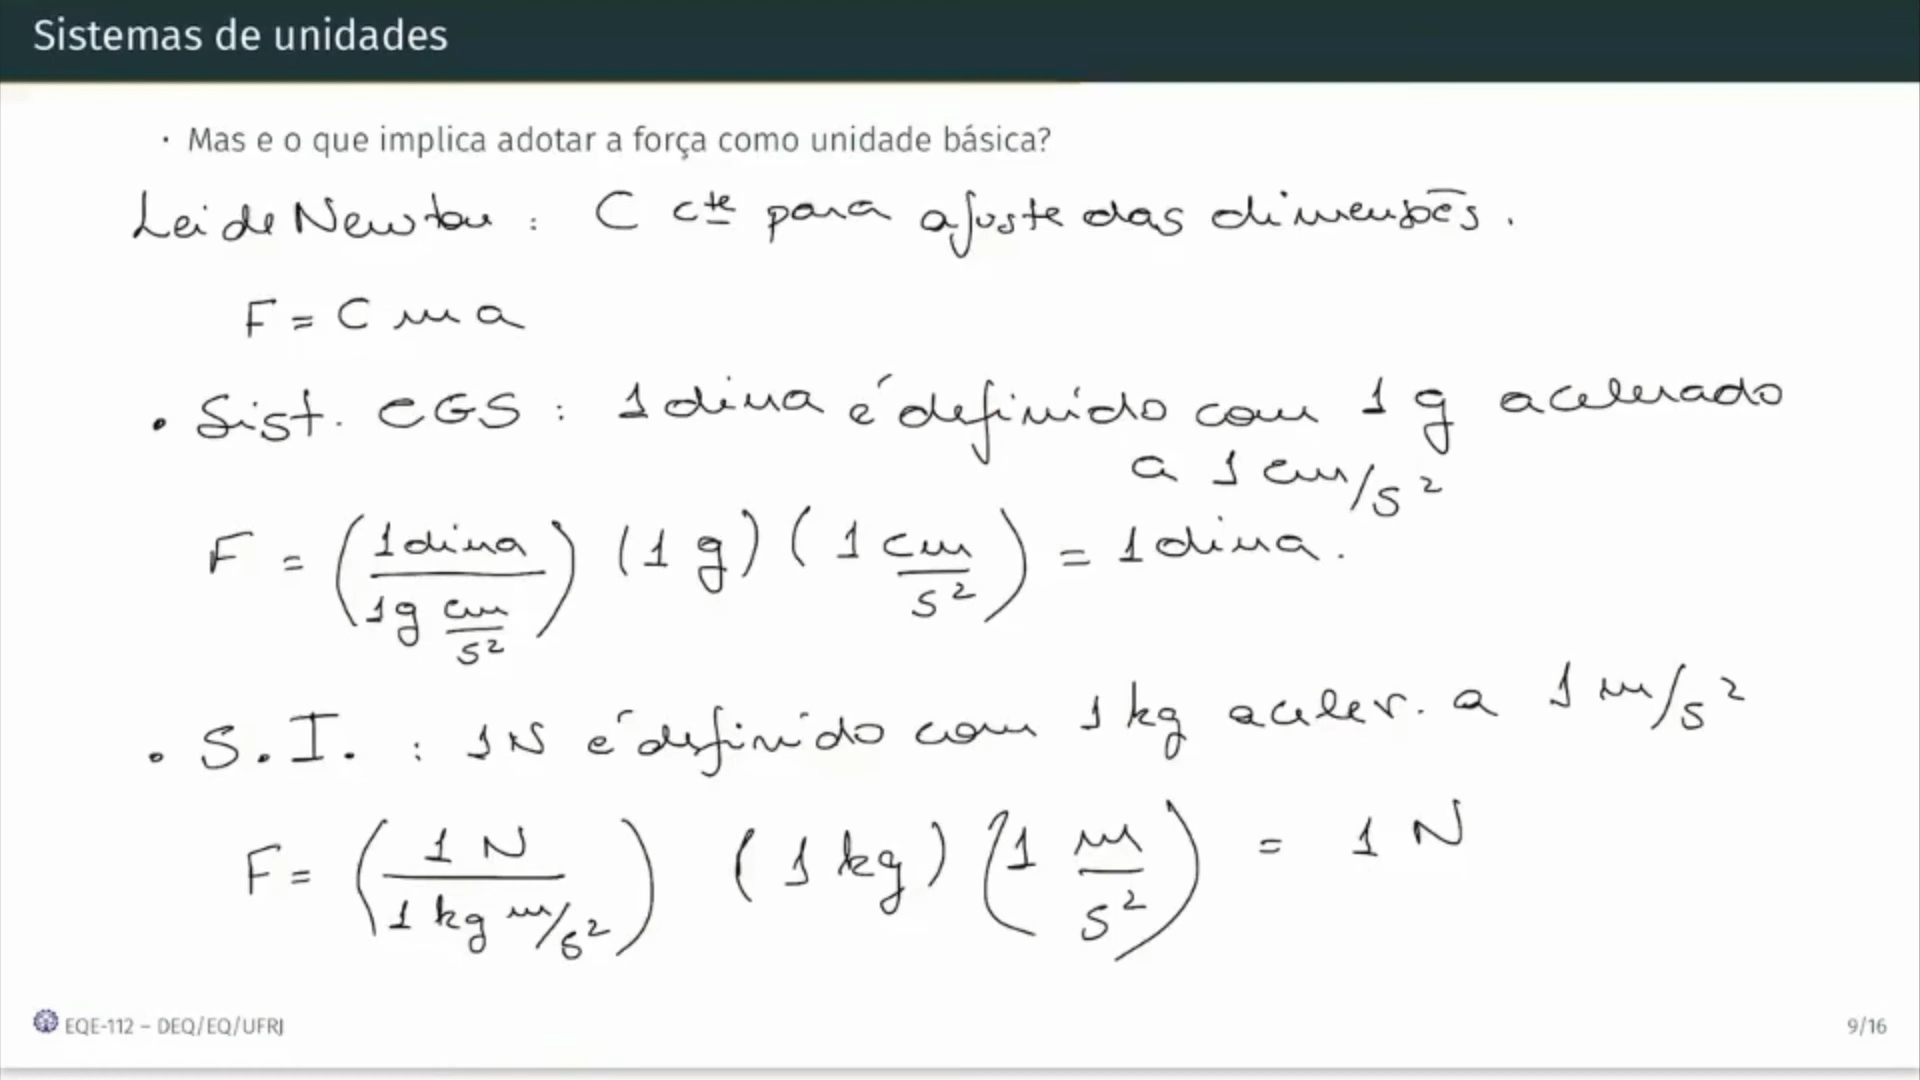 Sistemas de unidades
· Mas e o que implica adotar a força como unidade básica?
Lei de Newton : C cte para ajuste das dimensões.
F = C m a
• Sist. CGS : 1 dina é definido com 1 g acelerado
a 1 cm/s²
F = (1 dina / 1 g cm/s²) (1 g) (1 cm/s²) = 1 dina.
• S.I. : 1 N é definido com 1 kg aceler. a 1 m/s²
F = (1 N / 1 kg m/s²) (1 kg) (1 m/s²) = 1 N
EQE-112 – DEQ/EQ/UFRJ
9/16